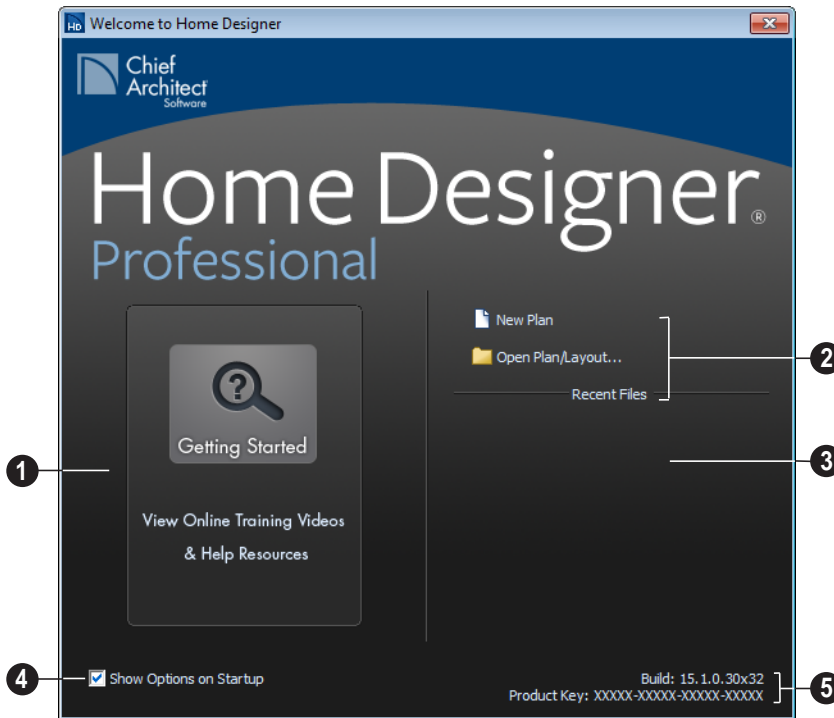 HD Welcome to Home Designer
Chief
Architect
Software
Home Designer®
Professional
New Plan
Open Plan/Layout...
2
Recent Files
?
Getting Started
1
3
View Online Training Videos
& Help Resources
4
Show Options on Startup
Build: 15.1.0.30x32
Product Key: XXXXX-XXXXX-XXXXX-XXXXX
5